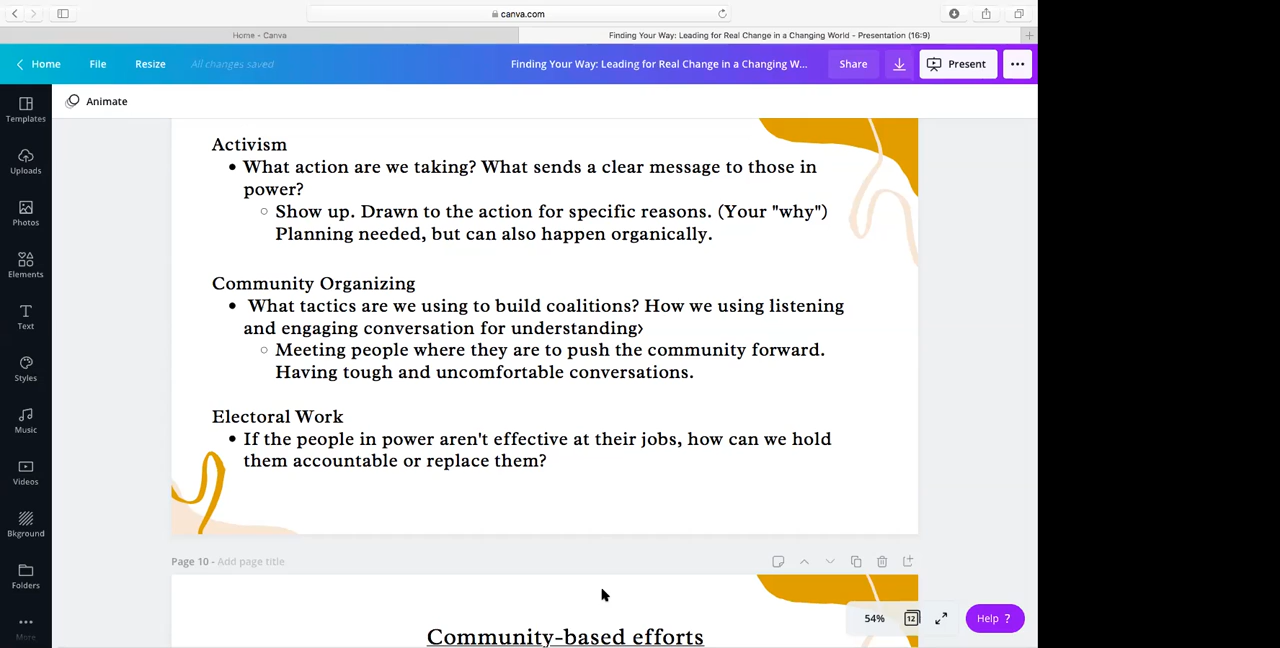 canva.com
Home - Canva
Finding Your Way: Leading for Real Change in a Changing World - Presentation (16:9)
Home
File
Resize
All changes saved
Finding Your Way: Leading for Real Change in a Changing W...
Share
Present
Templates
Uploads
Photos
Elements
Text
Styles
Music
Videos
Bkground
Folders
More
Animate
Activism
• What action are we taking? What sends a clear message to those in
power?
○ Show up. Drawn to the action for specific reasons. (Your "why")
Planning needed, but can also happen organically.
Community Organizing
• What tactics are we using to build coalitions? How we using listening
and engaging conversation for understanding>
○ Meeting people where they are to push the community forward.
Having tough and uncomfortable conversations.
Electoral Work
• If the people in power aren't effective at their jobs, how can we hold
them accountable or replace them?
Page 10 - Add page title
Community-based efforts
54%
12
Help ?